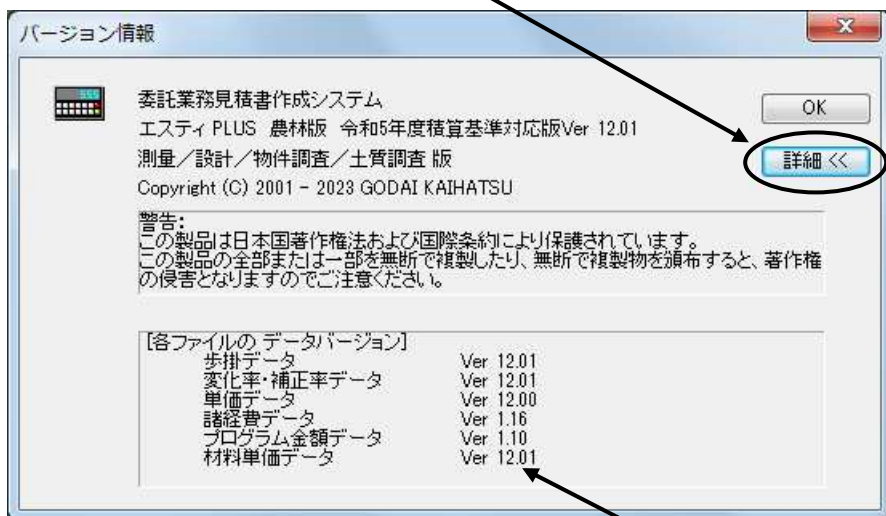 バージョン情報
委託業務見積書作成システム
OK
エスティ PLUS 農林版 令和5年度積算基準対応版Ver 12.01
測量／設計／物件調査／土質調査 版
詳細 <<
Copyright (C) 2001 - 2023 GODAI KAIHATSU
警告:
この製品は日本国著作権法および国際条約により保護されています。
この製品の全部または一部を無断で複製したり、無断で複製物を頒布すると、著作権
の侵害となりますのでご注意ください。
[各ファイルの データバージョン]
歩掛データ Ver 12.01
変化率・補正率データ Ver 12.01
単価データ Ver 12.00
諸経費データ Ver 1.16
プログラム金額データ Ver 1.10
材料単価データ Ver 12.01